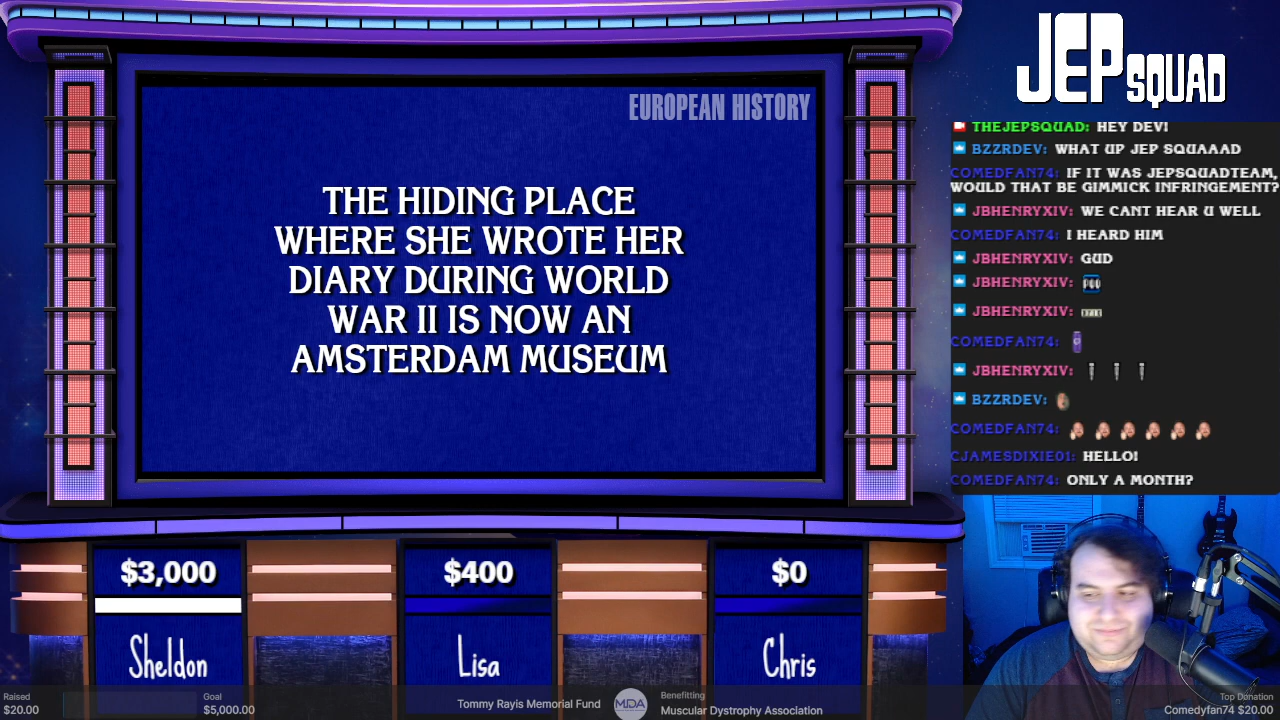 EUROPEAN HISTORY
THE HIDING PLACE
WHERE SHE WROTE HER
DIARY DURING WORLD
WAR II IS NOW AN
AMSTERDAM MUSEUM
JEP SQUAD
THEJEPSQUAD: HEY DEV!
BZZRDEV: WHAT UP JEP SQUAAAD
COMEDFAN74: IF IT WAS JEPSQUADTEAM,
WOULD THAT BE GIMMICK INFRINGEMENT?
JBHENRYXIV: WE CANT HEAR U WELL
COMEDFAN74: I HEARD HIM
JBHENRYXIV: GUD
JBHENRYXIV:
JBHENRYXIV:
COMEDFAN74:
JBHENRYXIV:
BZZRDEV:
COMEDFAN74:
CJAMESDIXIE01: HELLO!
COMEDFAN74: ONLY A MONTH?
$3,000
$400
$0
Sheldon
Lisa
Chris
Raised
$20.00
Goal
$5,000.00
Tommy Rayis Memorial Fund
MDA
Benefitting
Muscular Dystrophy Association
Top Donation
Comedyfan74 $20.00